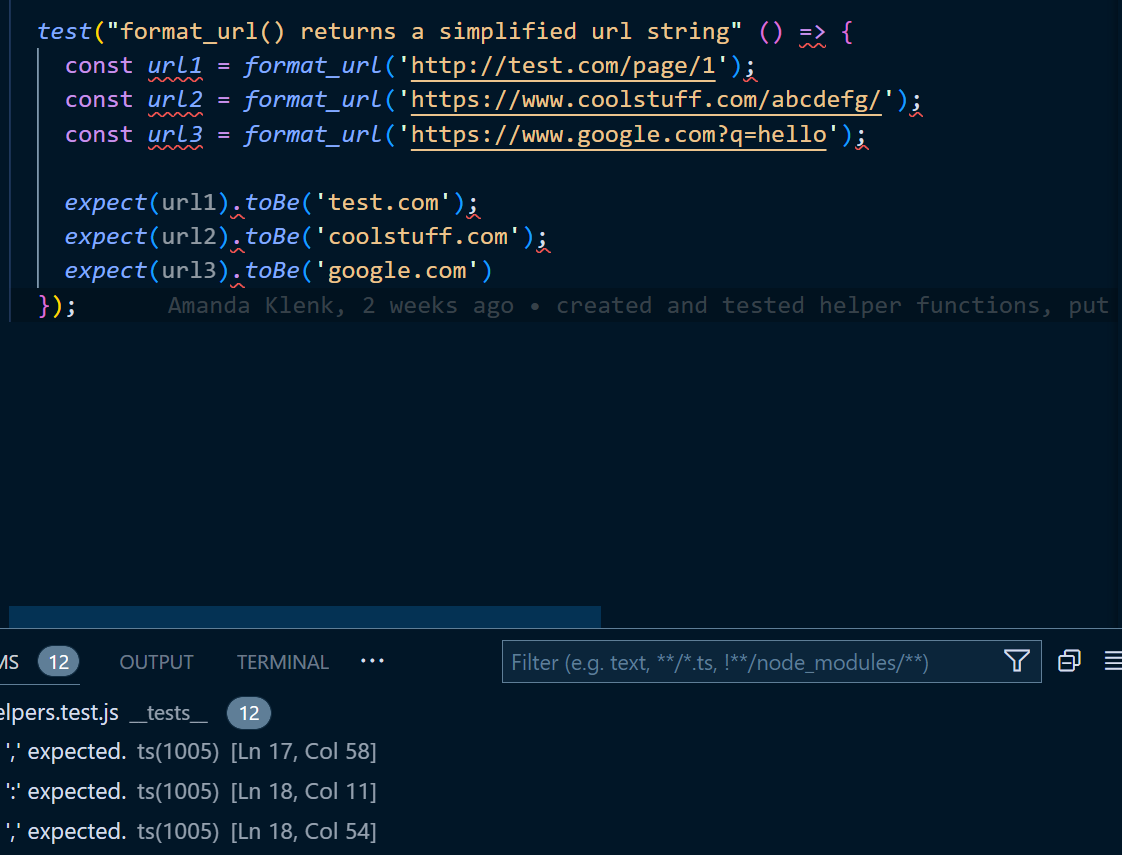 test("format_url() returns a simplified url string" () => {
const url1 = format_url('http://test.com/page/1');
const url2 = format_url('https://www.coolstuff.com/abcdefg/');
const url3 = format_url('https://www.google.com?q=hello');
expect(url1).toBe('test.com');
expect(url2).toBe('coolstuff.com');
expect(url3).toBe('google.com')
}); Amanda Klenk, 2 weeks ago • created and tested helper functions, put
MS 12 OUTPUT TERMINAL ··· Filter (e.g. text, **/*.ts, !**/node_modules/**)
elpers.test.js __tests__ 12
',' expected. ts(1005) [Ln 17, Col 58]
':' expected. ts(1005) [Ln 18, Col 11]
',' expected. ts(1005) [Ln 18, Col 54]